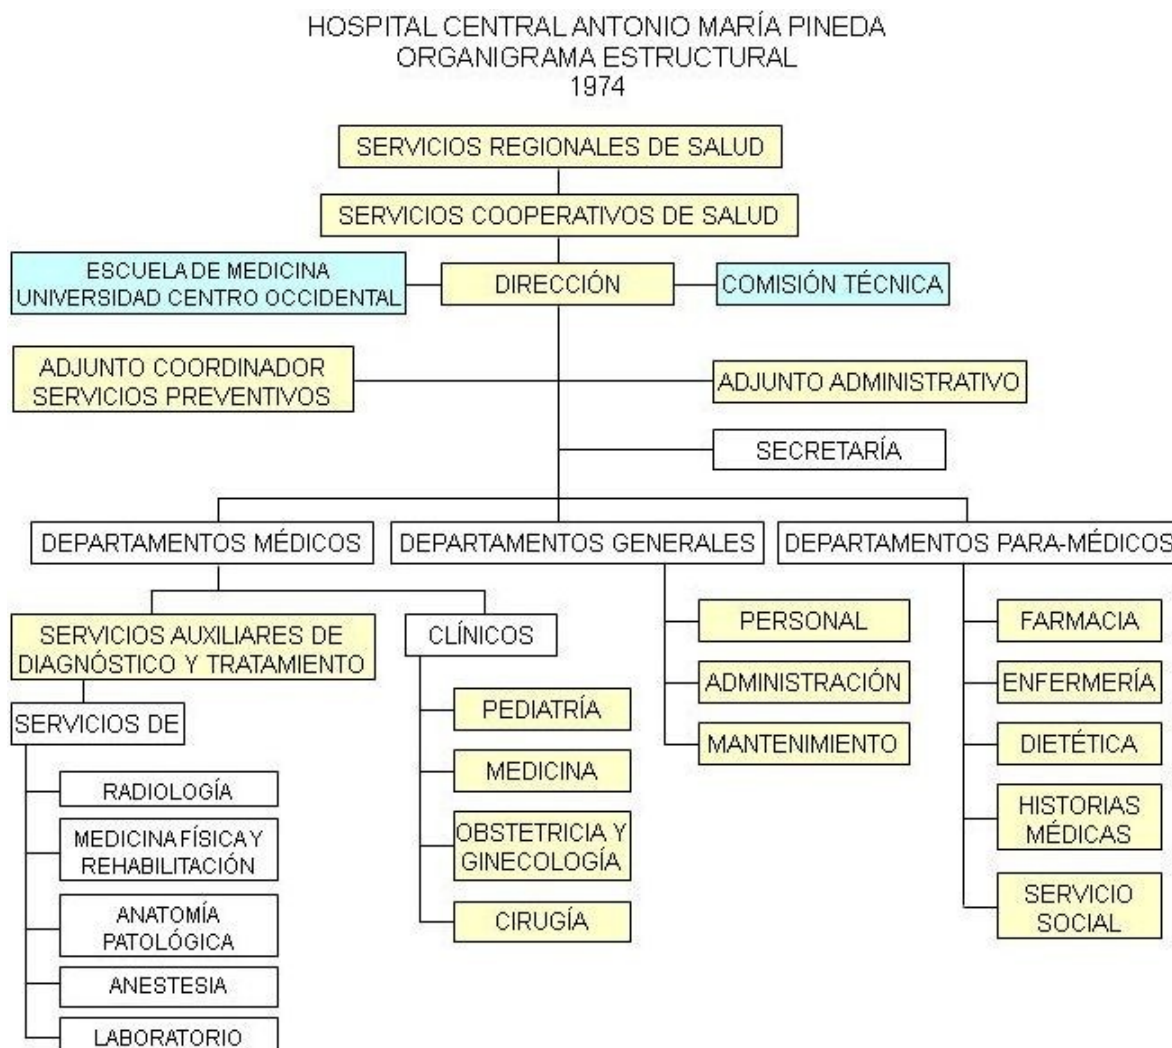 HOSPITAL CENTRAL ANTONIO MARÍA PINEDA
ORGANIGRAMA ESTRUCTURAL
1974
SERVICIOS REGIONALES DE SALUD
SERVICIOS COOPERATIVOS DE SALUD
ESCUELA DE MEDICINA
UNIVERSIDAD CENTRO OCCIDENTAL
DIRECCIÓN
COMISIÓN TÉCNICA
ADJUNTO COORDINADOR
SERVICIOS PREVENTIVOS
ADJUNTO ADMINISTRATIVO
SECRETARÍA
DEPARTAMENTOS MÉDICOS
DEPARTAMENTOS GENERALES
DEPARTAMENTOS PARA-MÉDICOS
SERVICIOS AUXILIARES DE
DIAGNÓSTICO Y TRATAMIENTO
SERVICIOS DE
RADIOLOGÍA
MEDICINA FÍSICA Y
REHABILITACIÓN
ANATOMÍA
PATOLÓGICA
ANESTESIA
LABORATORIO
CLÍNICOS
PEDIATRÍA
MEDICINA
OBSTETRICIA Y
GINECOLOGÍA
CIRUGÍA
PERSONAL
ADMINISTRACIÓN
MANTENIMIENTO
FARMACIA
ENFERMERÍA
DIETÉTICA
HISTORIAS
MÉDICAS
SERVICIO
SOCIAL